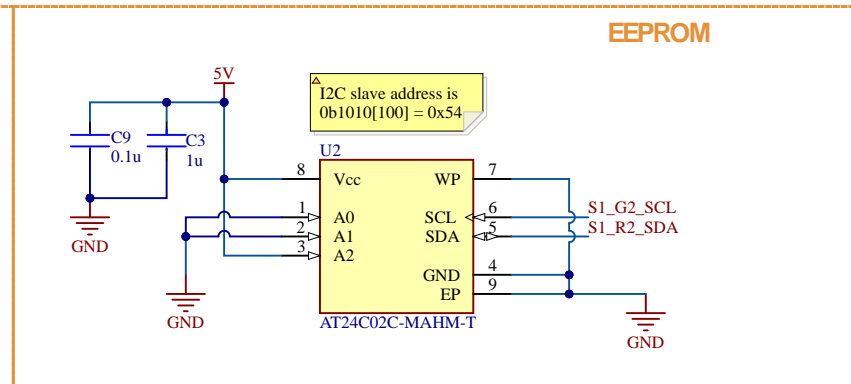 EEPROM
5V
I2C slave address is
0b1010[100] = 0x54
C9
0.1u
C3
1u
GND
U2
8
Vcc
WP
7
1
A0
SCL
6
S1_G2_SCL
2
A1
SDA
5
S1_R2_SDA
3
A2
GND
4
EP
9
GND
AT24C02C-MAHM-T
GND